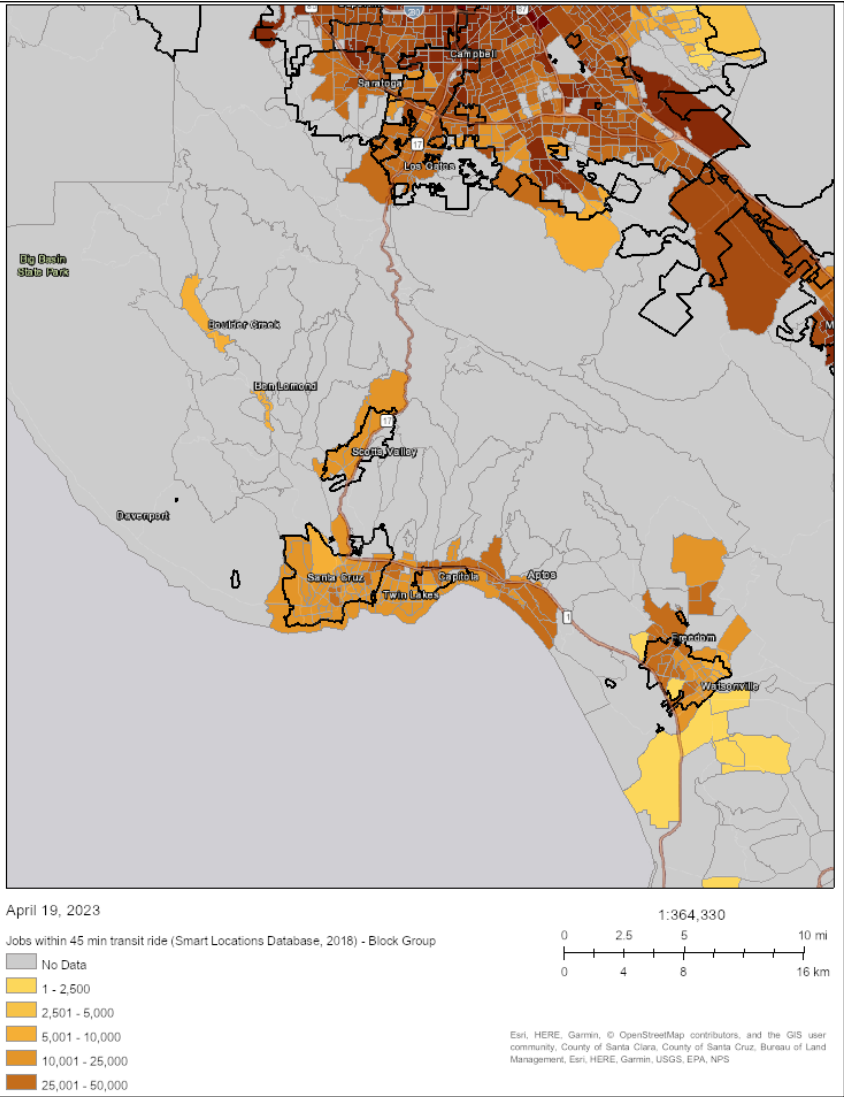 280
87
Campbell
Saratoga
17
Los Gatos
Big Basin
State Park
M
Boulder Creek
Ben Lomond
17
Scotts Valley
Davenport
Santa Cruz
Capitola
Aptos
Twin Lakes
1
Freedom
Watsonville
April 19, 2023
1:364,330
Jobs within 45 min transit ride (Smart Locations Database, 2018) - Block Group
0 2.5 5 10 mi
0 4 8 16 km
No Data
1 - 2,500
2,501 - 5,000
5,001 - 10,000
10,001 - 25,000
25,001 - 50,000
Esri, HERE, Garmin, © OpenStreetMap contributors, and the GIS user
community, County of Santa Clara, County of Santa Cruz, Bureau of Land
Management, Esri, HERE, Garmin, USGS, EPA, NPS